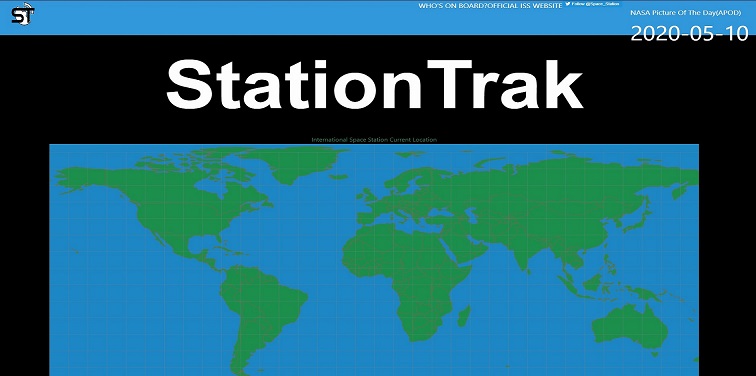 ST
WHO'S ON BOARD?OFFICIAL ISS WEBSITE Follow @Space_Station
NASA Picture Of The Day(APOD)
2020-05-10
StationTrak
International Space Station Current Location